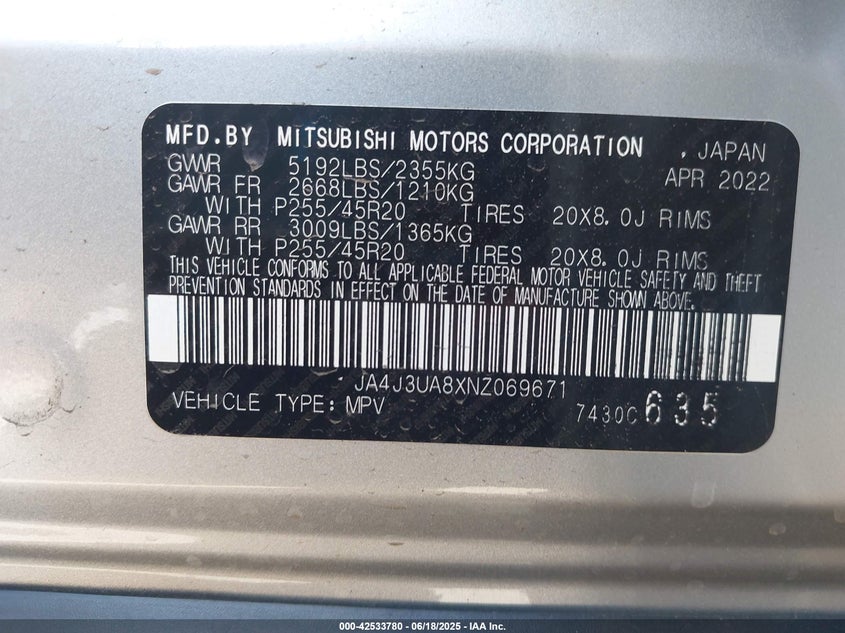 MFD.BY MITSUBISHI MOTORS CORPORATION . JAPAN
GVWR 5192LBS/2355KG APR 2022
GAWR FR 2668LBS/1210KG
WITH P255/45R20 TIRES 20X8.0J RIMS
GAWR RR 3009LBS/1365KG
WITH P255/45R20 TIRES 20X8.0J RIMS
THIS VEHICLE CONFORMS TO ALL APPLICABLE FEDERAL MOTOR VEHICLE SAFETY AND THEFT
PREVENTION STANDARDS IN EFFECT ON THE DATE OF MANUFACTURE SHOWN ABOVE.
JA4J3UA8XNZ069671
VEHICLE TYPE: MPV 7430C 635
000-42533780 - 06/18/2025 - IAA Inc.